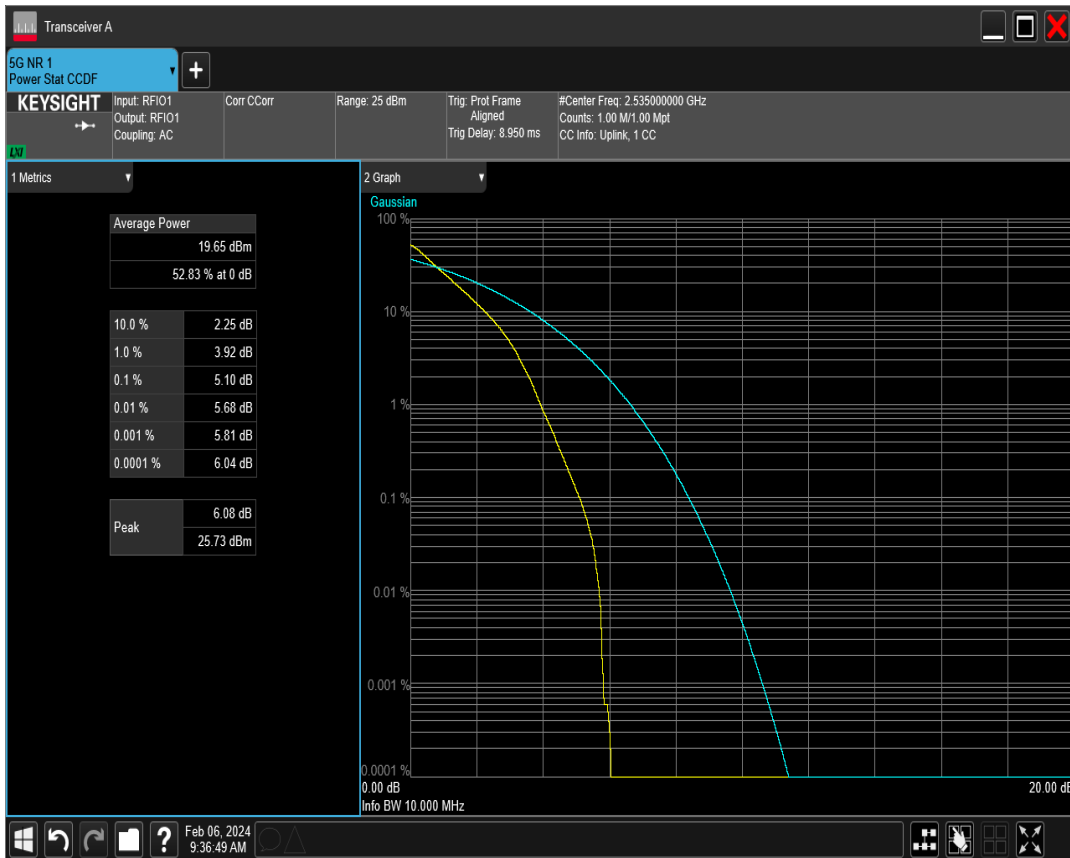 Transceiver A
5G NR 1
Power Stat CCDF
+
KEYSIGHT
LXI
Input: RFIO1
Output: RFIO1
Coupling: AC
Corr CCorr
Range: 25 dBm
Trig: Prot Frame
Aligned
Trig Delay: 8.950 ms
#Center Freq: 2.535000000 GHz
Counts: 1.00 M/1.00 Mpt
CC Info: Uplink, 1 CC
1 Metrics
Average Power
19.65 dBm
52.83 % at 0 dB
10.0 % 2.25 dB
1.0 % 3.92 dB
0.1 % 5.10 dB
0.01 % 5.68 dB
0.001 % 5.81 dB
0.0001 % 6.04 dB
Peak
6.08 dB
25.73 dBm
2 Graph
Gaussian
100 %
10 %
1 %
0.1 %
0.01 %
0.001 %
0.0001 %
0.00 dB 20.00 dB
Info BW 10.000 MHz
?
Feb 06, 2024
9:36:49 AM